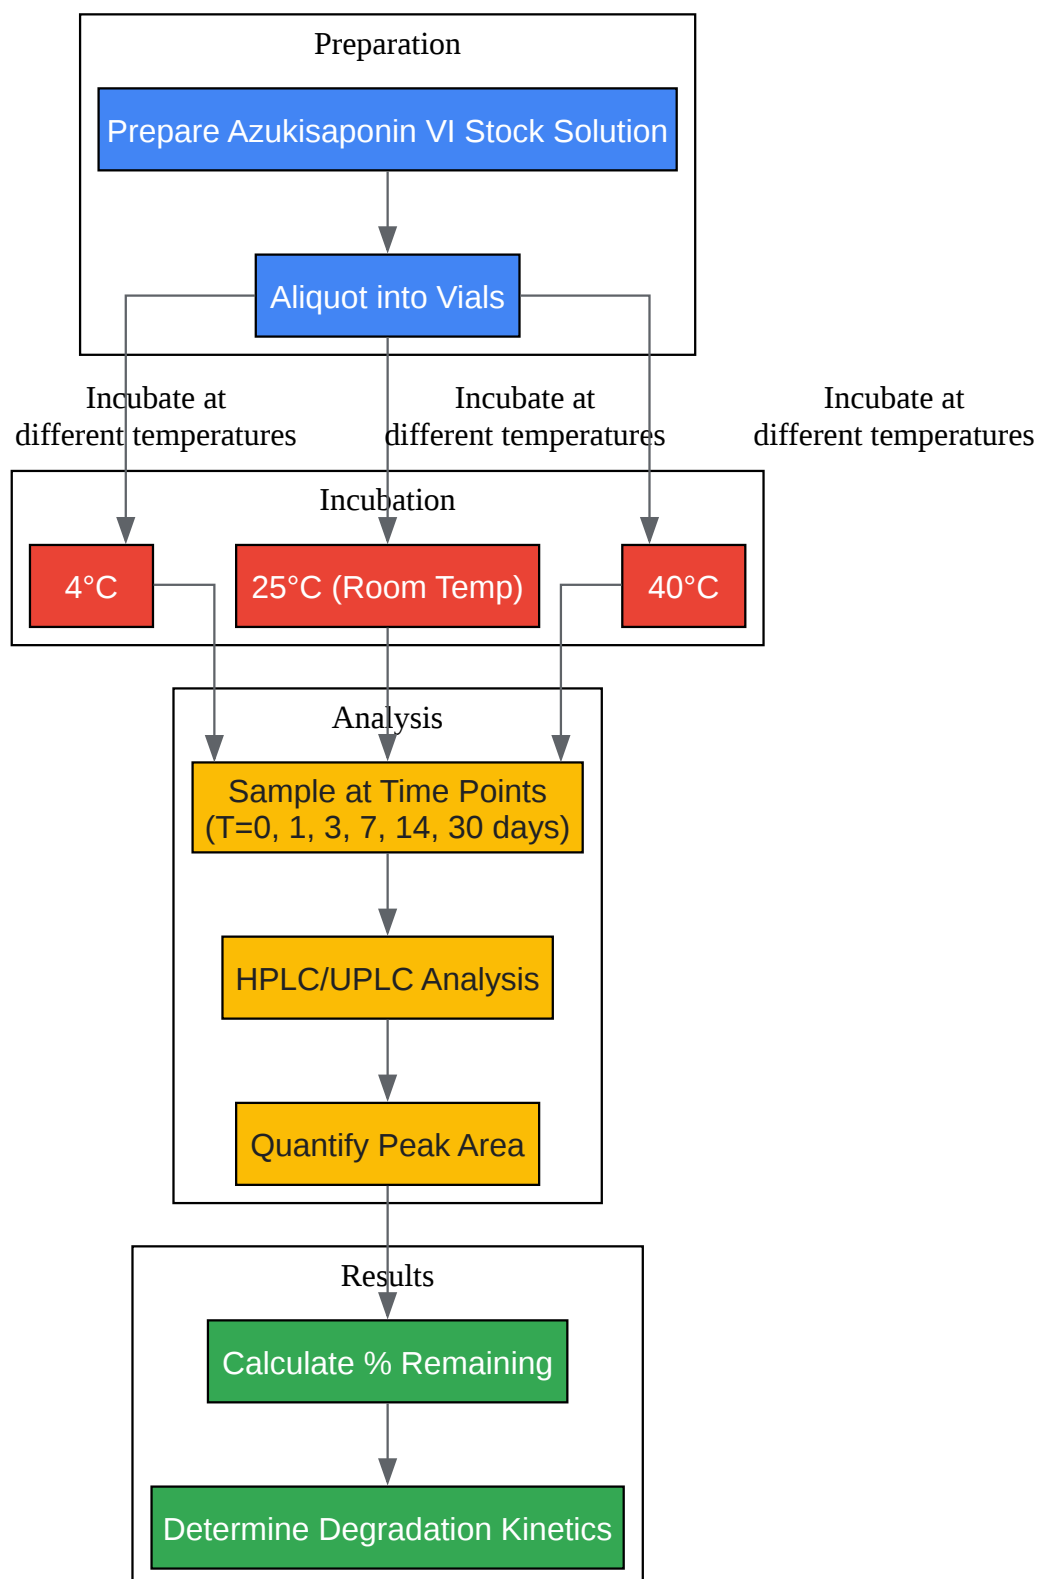 Preparation
Prepare Azukisaponin VI Stock Solution
Aliquot into Vials
Incubate at
different temperatures
Incubate at
different temperatures
Incubate at
different temperatures
Incubation
4°C
25°C (Room Temp)
40°C
Analysis
Sample at Time Points
(T=0, 1, 3, 7, 14, 30 days)
HPLC/UPLC Analysis
Quantify Peak Area
Results
Calculate % Remaining
Determine Degradation Kinetics